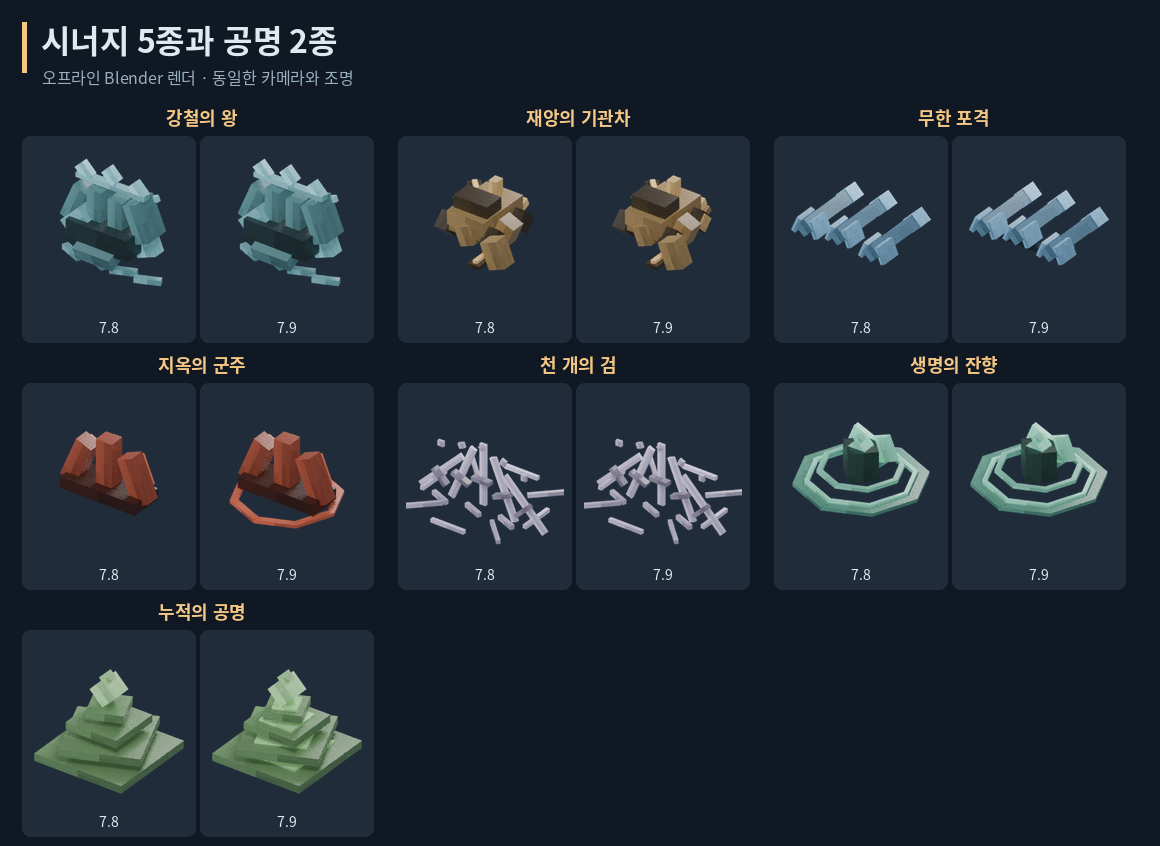 시너지 5종과 공명 2종
오프라인 Blender 렌더 · 동일한 카메라와 조명
강철의 왕
재앙의 기관차
무한 포격
7.8
7.9
7.8
7.9
7.8
7.9
지옥의 군주
천 개의 검
생명의 잔향
7.8
7.9
7.8
7.9
7.8
7.9
누적의 공명
7.8
7.9